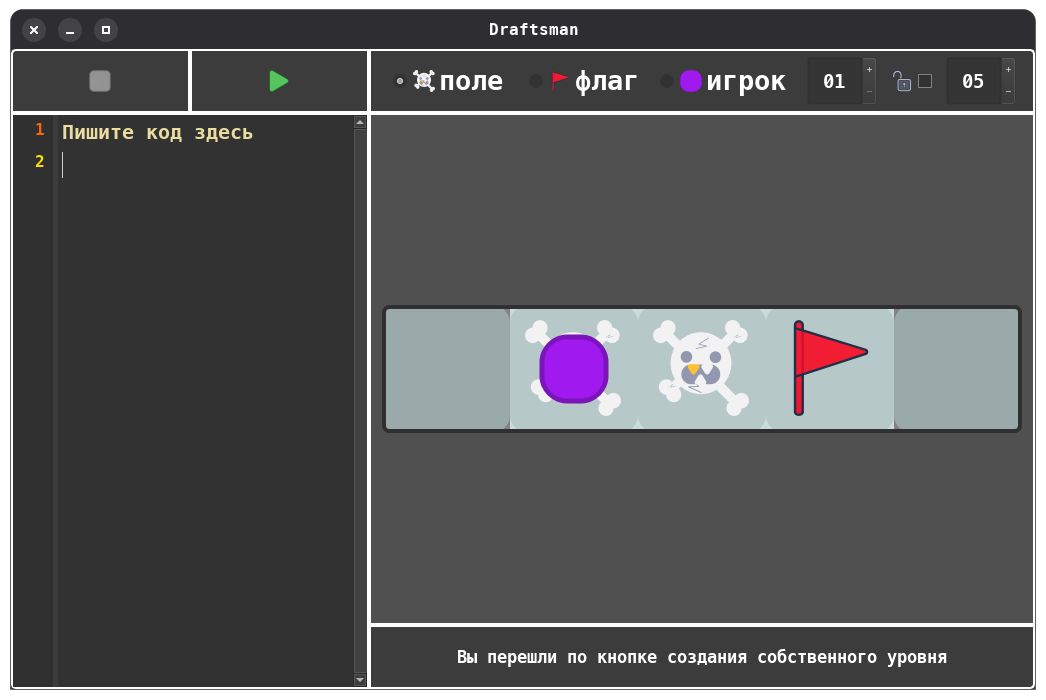 Draftsman
поле флаг игрок 01 05
1 Пишите код здесь
2
Вы перешли по кнопке создания собственного уровня